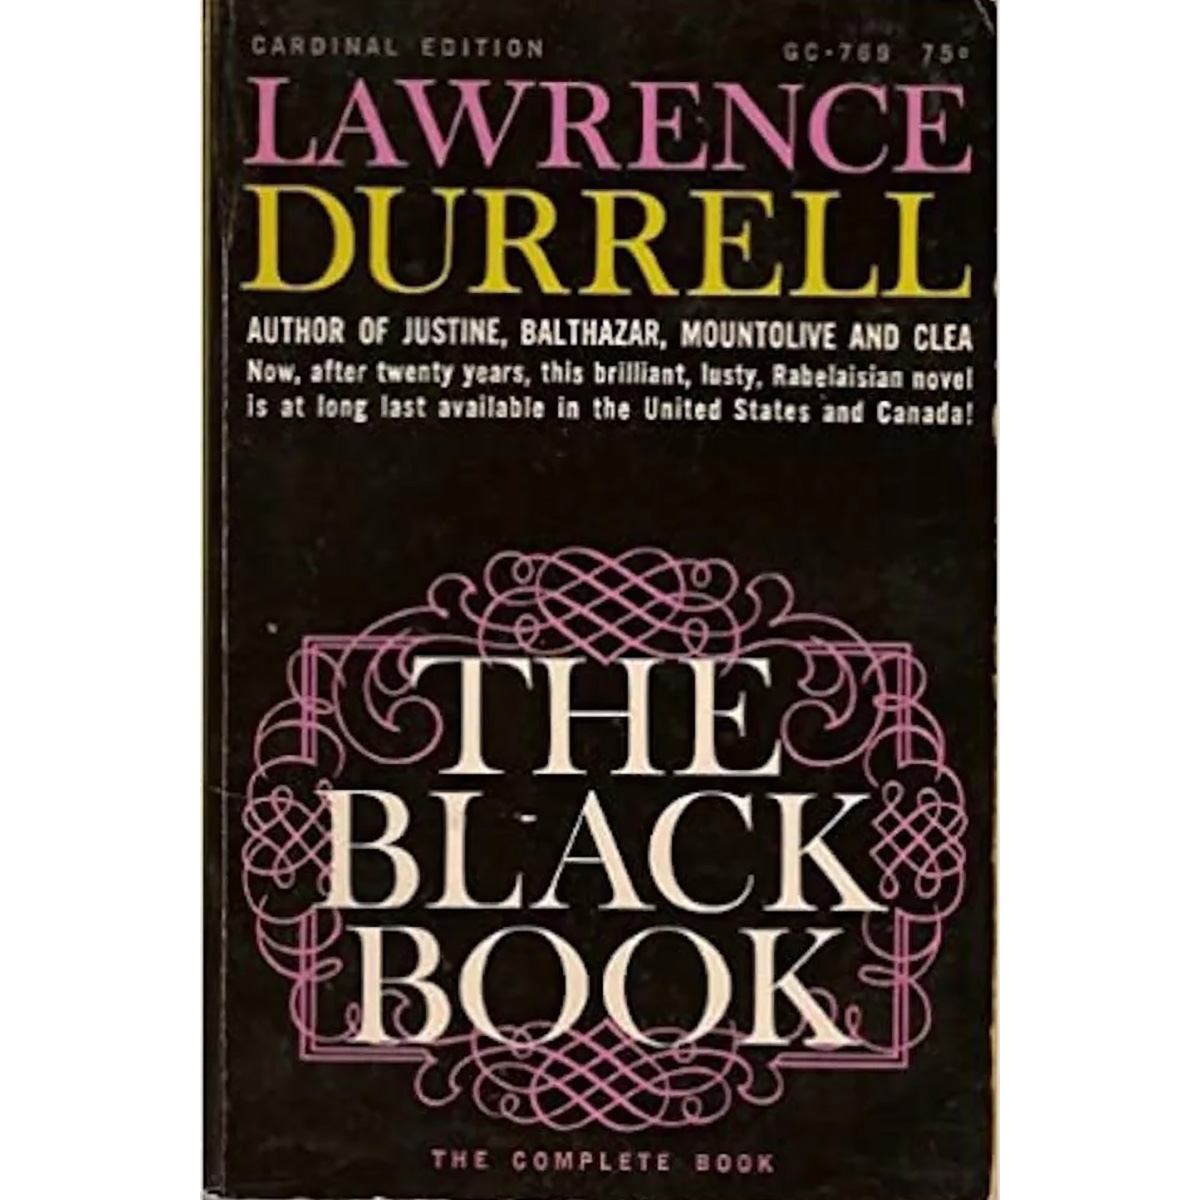 CARDINAL EDITION GC-769 75¢
LAWRENCE
DURRELL
AUTHOR OF JUSTINE, BALTHAZAR, MOUNTOLIVE AND CLEA
Now, after twenty years, this brilliant, lusty, Rabelaisian novel
is at long last available in the United States and Canada!
THE
BLACK
BOOK
THE COMPLETE BOOK